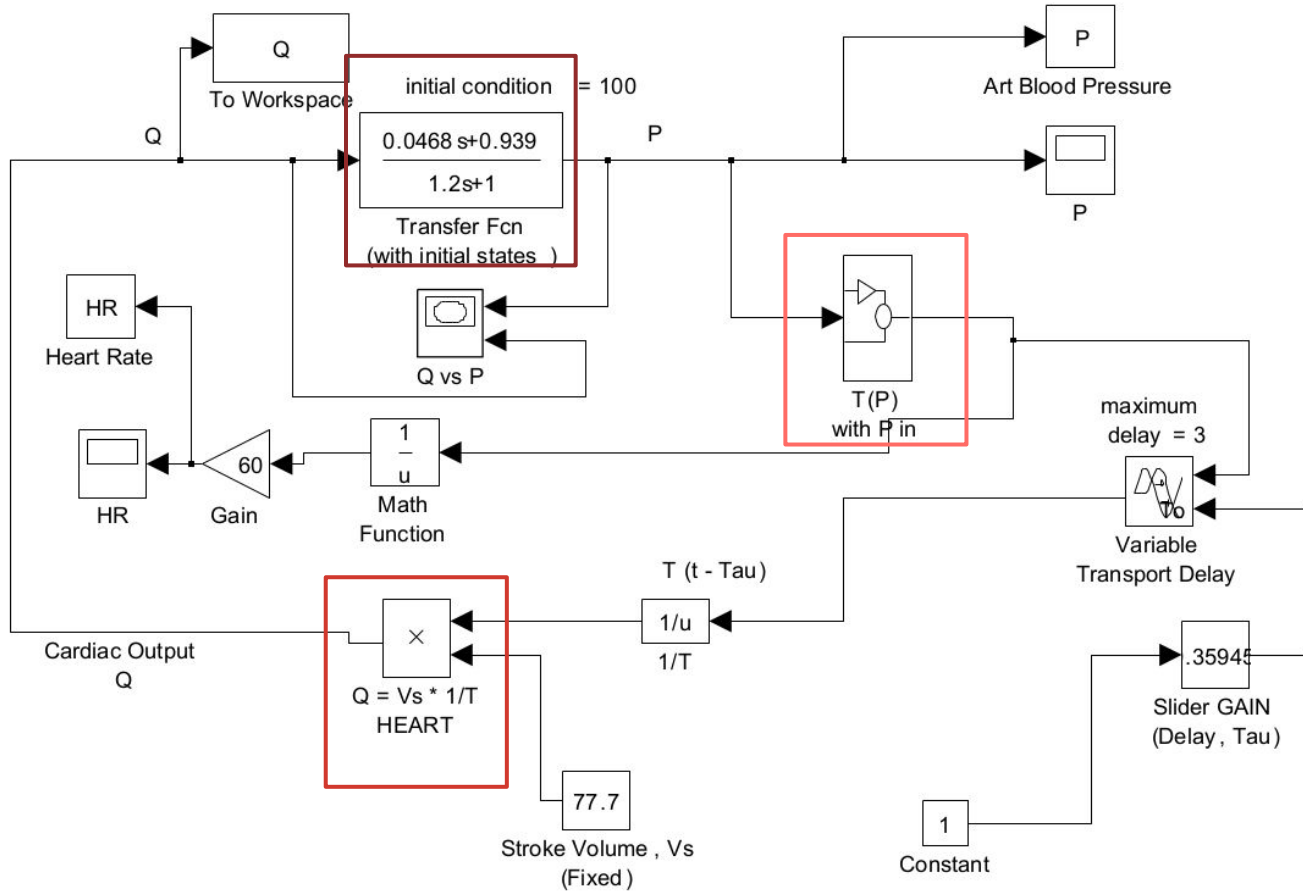 Q
To Workspace
initial condition = 100
P
Art Blood Pressure
Q
0.0468 s+0.939
1.2s+1
P
Transfer Fcn
(with initial states )
P
HR
Heart Rate
Q vs P
T(P)
with P in
maximum
delay = 3
1
u
60
HR
Gain
Math
Function
To
Variable
Transport Delay
T (t - Tau)
1/u
1/T
×
Cardiac Output
Q
Q = Vs * 1/T
HEART
.35945
Slider GAIN
(Delay , Tau)
77.7
Stroke Volume , Vs
(Fixed )
1
Constant